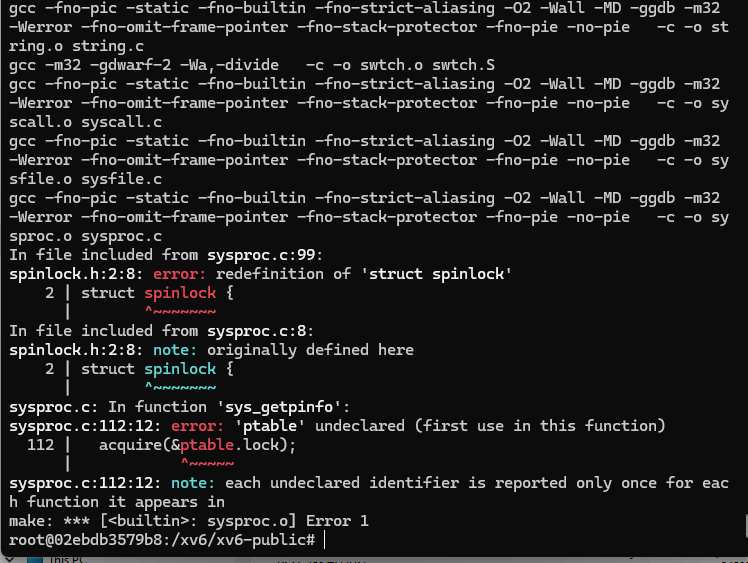 gcc -fno-pic -static -fno-builtin -fno-strict-aliasing -O2 -Wall -MD -ggdb -m32
-Werror -fno-omit-frame-pointer -fno-stack-protector -fno-pie -no-pie   -c -o st
ring.o string.c
gcc -m32 -gdwarf-2 -Wa,-divide   -c -o swtch.o swtch.S
gcc -fno-pic -static -fno-builtin -fno-strict-aliasing -O2 -Wall -MD -ggdb -m32
-Werror -fno-omit-frame-pointer -fno-stack-protector -fno-pie -no-pie   -c -o sy
scall.o syscall.c
gcc -fno-pic -static -fno-builtin -fno-strict-aliasing -O2 -Wall -MD -ggdb -m32
-Werror -fno-omit-frame-pointer -fno-stack-protector -fno-pie -no-pie   -c -o sy
sfile.o sysfile.c
gcc -fno-pic -static -fno-builtin -fno-strict-aliasing -O2 -Wall -MD -ggdb -m32
-Werror -fno-omit-frame-pointer -fno-stack-protector -fno-pie -no-pie   -c -o sy
sproc.o sysproc.c
In file included from sysproc.c:99:
spinlock.h:2:8: error: redefinition of 'struct spinlock'
    2 | struct spinlock {
      |        ^~~~~~~~
In file included from sysproc.c:8:
spinlock.h:2:8: note: originally defined here
    2 | struct spinlock {
      |        ^~~~~~~~
sysproc.c: In function 'sys_getpinfo':
sysproc.c:112:12: error: 'ptable' undeclared (first use in this function)
  112 |   acquire(&ptable.lock);
      |            ^~~~~~
sysproc.c:112:12: note: each undeclared identifier is reported only once for eac
h function it appears in
make: *** [<builtin>: sysproc.o] Error 1
root@02ebdb3579b8:/xv6/xv6-public#
This PC